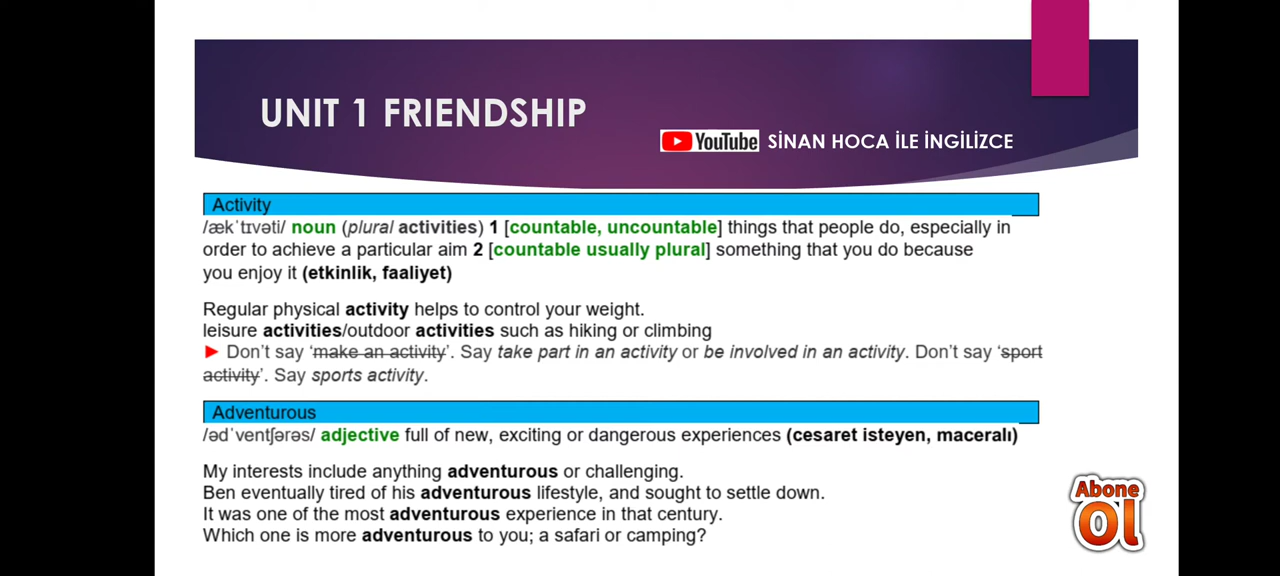 UNIT 1 FRIENDSHIP
YouTube SİNAN HOCA İLE İNGİLİZCE
Activity
/ækˈtɪvəti/ noun (plural activities) 1 [countable, uncountable] things that people do, especially in
order to achieve a particular aim 2 [countable usually plural] something that you do because
you enjoy it (etkinlik, faaliyet)
Regular physical activity helps to control your weight.
leisure activities/outdoor activities such as hiking or climbing
► Don't say ‘make an activity’. Say take part in an activity or be involved in an activity. Don't say ‘sport
activity’. Say sports activity.
Adventurous
/ədˈventʃərəs/ adjective full of new, exciting or dangerous experiences (cesaret isteyen, maceralı)
My interests include anything adventurous or challenging.
Ben eventually tired of his adventurous lifestyle, and sought to settle down.
It was one of the most adventurous experience in that century.
Which one is more adventurous to you; a safari or camping?
Abone
ol